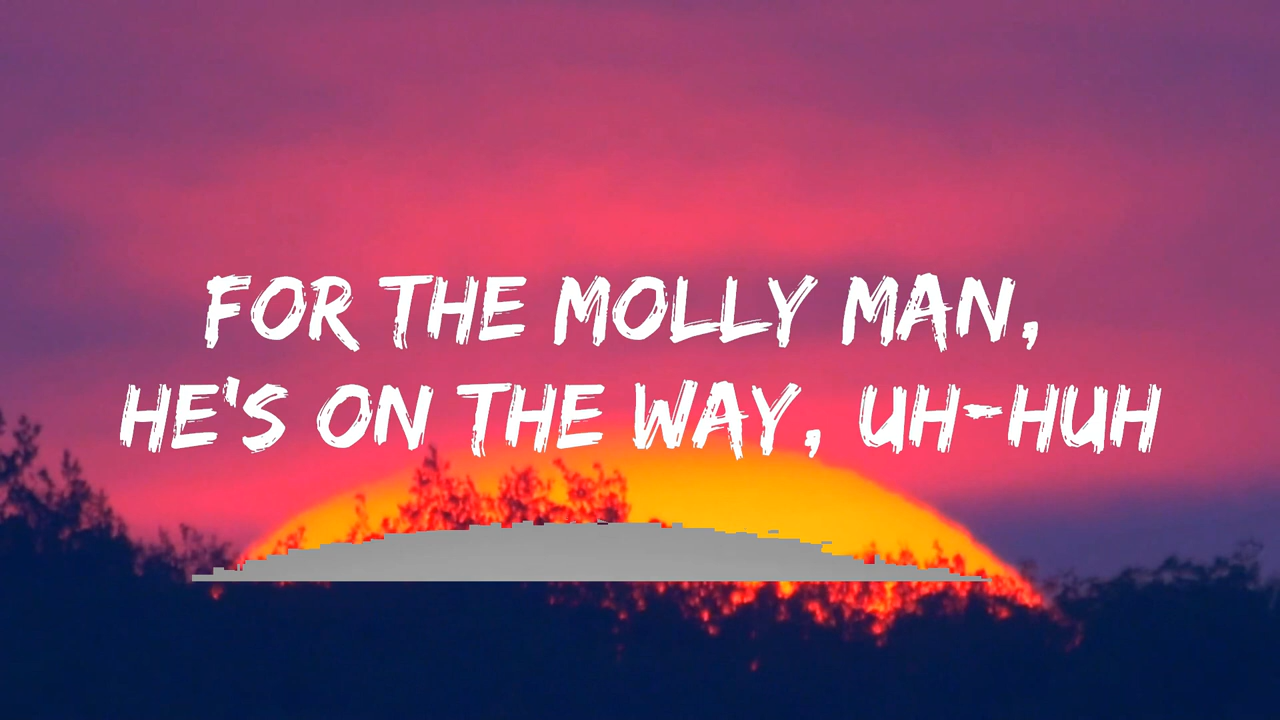 FOR THE MOLLY MAN,
HE'S ON THE WAY, UH-HUH